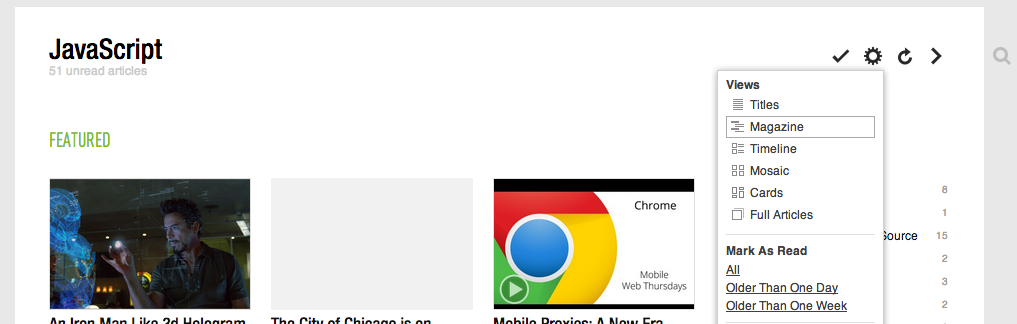 JavaScript
51 unread articles
FEATURED
Chrome
Mobile
Web Thursdays
An Iron Man Like 3d Hologram
The City of Chicago is on
Mobile Proxies: A New Era
Views
Titles
Magazine
Timeline
Mosaic
Cards
Full Articles
Mark As Read
All
Older Than One Day
Older Than One Week
8
1
Source 15
2
3
2